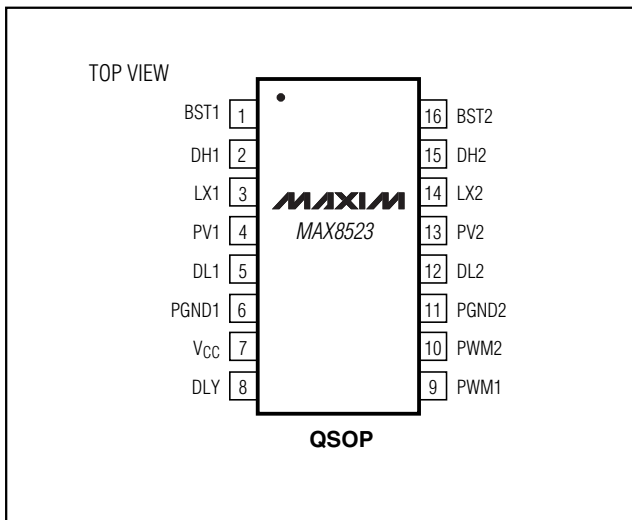 TOP VIEW
BST1 1 16 BST2
DH1 2 15 DH2
LX1 3 14 LX2
MAXIM
PV1 4 MAX8523 13 PV2
DL1 5 12 DL2
PGND1 6 11 PGND2
VCC 7 10 PWM2
DLY 8 9 PWM1
QSOP